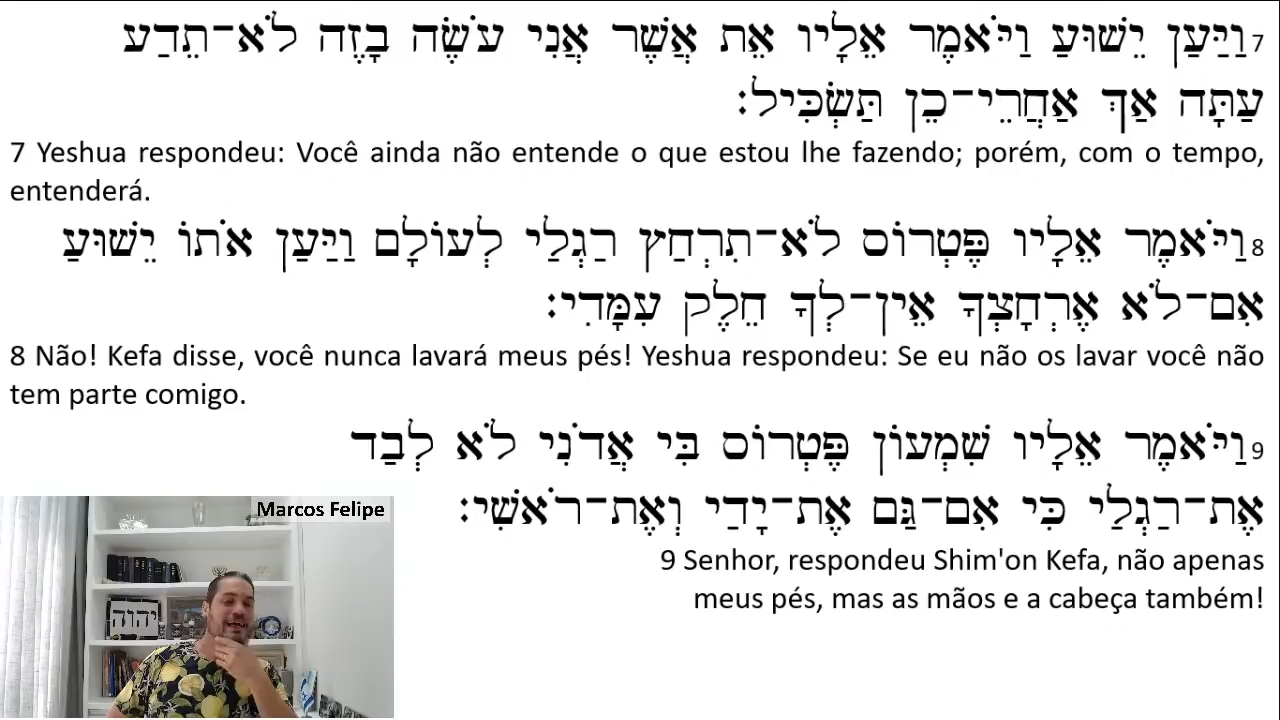 7 וַיַּעַן יֵשׁוּעַ וַיֹּאמֶר אֵלָיו אֵת אֲשֶׁר אֲנִי עֹשֶׂה בָזֶה לֹא־תֵדַע
עַתָּה אַךְ אַחֲרֵי־כֵן תַּשְׂכִּיל׃
7 Yeshua respondeu: Você ainda não entende o que estou lhe fazendo; porém, com o tempo,
entenderá.
8 וַיֹּאמֶר אֵלָיו פֶּטְרוֹס לֹא־תִרְחַץ רַגְלַי לְעוֹלָם וַיַּעַן אֹתוֹ יֵשׁוּעַ
אִם־לֹא אֶרְחָצְךָ אֵין־לְךָ חֵלֶק עִמָּדִי׃
8 Não! Kefa disse, você nunca lavará meus pés! Yeshua respondeu: Se eu não os lavar você não
tem parte comigo.
9 וַיֹּאמֶר אֵלָיו שִׁמְעוֹן פֶּטְרוֹס בִּי אֲדֹנִי לֹא לְבַד
אֶת־רַגְלַי כִּי אִם־גַּם אֶת־יָדַי וְאֶת־רֹאשִׁי׃
9 Senhor, respondeu Shim'on Kefa, não apenas
meus pés, mas as mãos e a cabeça também!
Marcos Felipe
יהוה